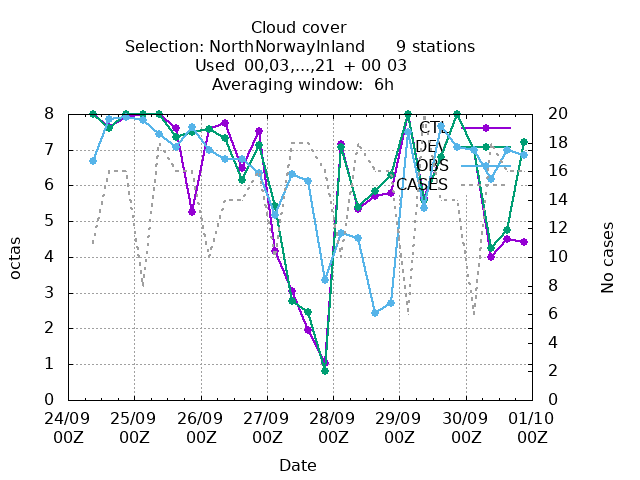 Cloud cover
Selection: NorthNorwayInland 9 stations
Used 00,03,...,21 + 00 03
Averaging window: 6h
8 20
7 18
6 16
5 14
4 12
3 10
2 8
1 6
0 4
2
0
octas
No cases
CTL
DEV
OBS
CASES
24/09 25/09 26/09 27/09 28/09 29/09 30/09 01/10
00Z 00Z 00Z 00Z 00Z 00Z 00Z 00Z
Date